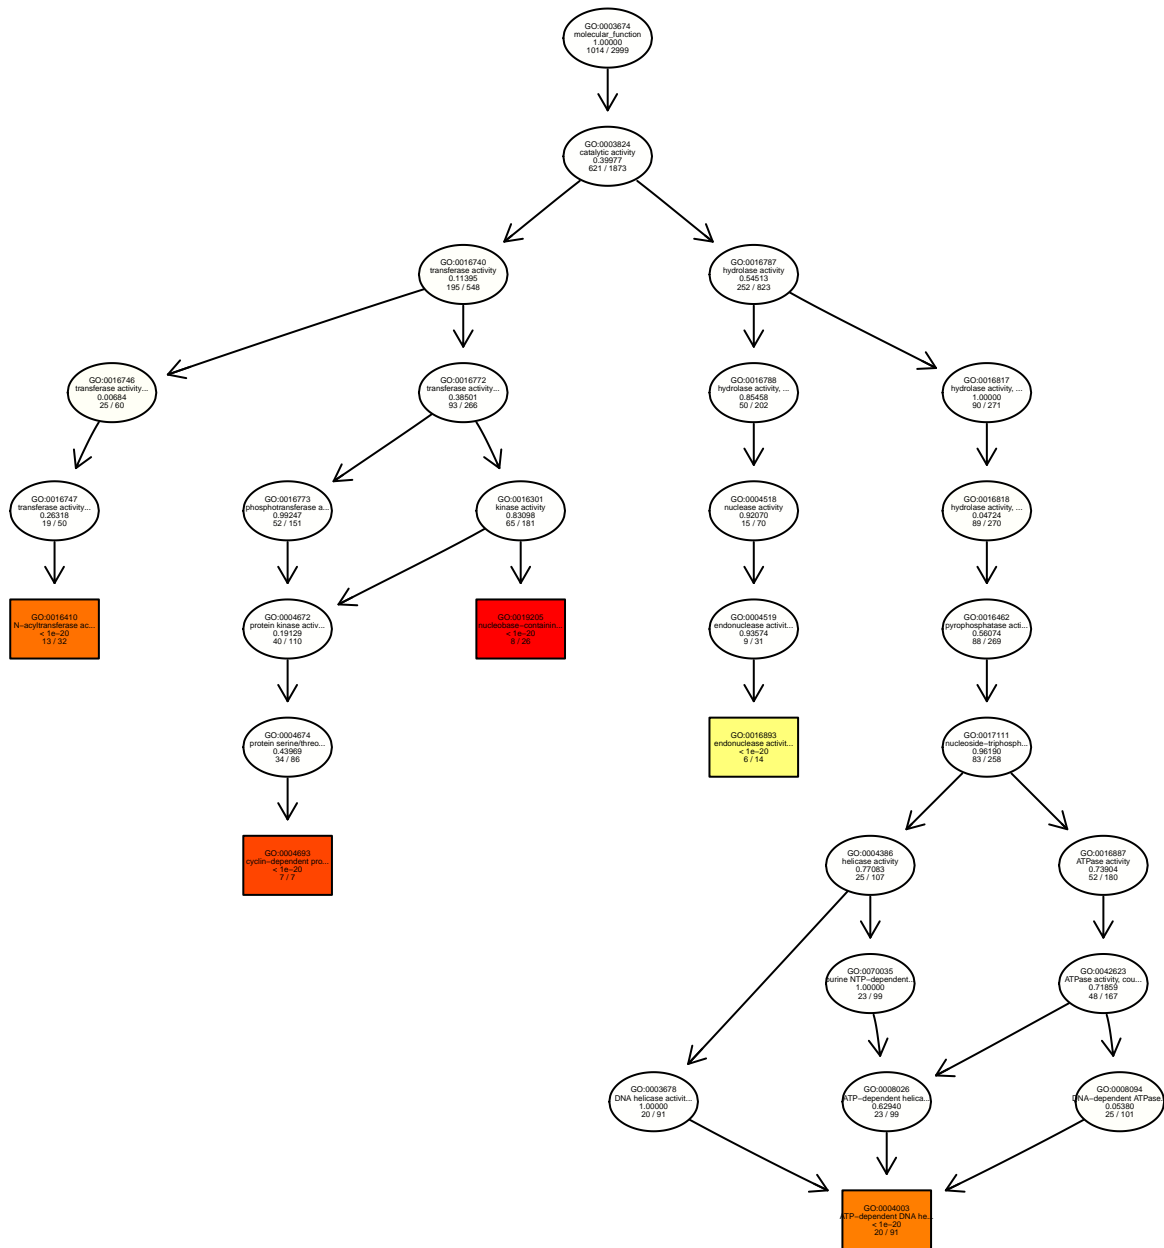 GO:0003674
molecular_function
1.00000
1014 / 2999
GO:0003824
catalytic activity
0.39977
621 / 1873
GO:0016740
transferase activity
0.11395
195 / 548
GO:0016787
hydrolase activity
0.54513
252 / 823
GO:0016746
transferase activity...
0.00684
25 / 60
GO:0016772
transferase activity...
0.38501
93 / 266
GO:0016788
hydrolase activity, ...
0.85458
50 / 202
GO:0016817
hydrolase activity, ...
1.00000
90 / 271
GO:0016747
transferase activity...
0.26318
19 / 50
GO:0016773
phosphotransferase a...
0.99247
52 / 151
GO:0016301
kinase activity
0.83098
65 / 181
GO:0004518
nuclease activity
0.92070
15 / 70
GO:0016818
hydrolase activity, ...
0.04724
89 / 270
GO:0016410
N−acyltransferase ac...
< 1e−20
13 / 32
GO:0004672
protein kinase activ...
0.19129
40 / 110
GO:0019205
nucleobase−containin...
< 1e−20
8 / 26
GO:0004519
endonuclease activit...
0.93574
9 / 31
GO:0016462
pyrophosphatase acti...
0.56074
88 / 269
GO:0004674
protein serine/threo...
0.43969
34 / 86
GO:0016893
endonuclease activit...
< 1e−20
6 / 14
GO:0017111
nucleoside−triphosph...
0.96190
83 / 258
GO:0004693
cyclin−dependent pro...
< 1e−20
7 / 7
GO:0004386
helicase activity
0.77083
25 / 107
GO:0016887
ATPase activity
0.73904
52 / 180
GO:0070035
purine NTP−dependent...
1.00000
23 / 99
GO:0042623
ATPase activity, cou...
0.71859
48 / 167
GO:0003678
DNA helicase activit...
1.00000
20 / 91
GO:0008026
ATP−dependent helica...
0.62940
23 / 99
GO:0008094
DNA−dependent ATPase...
0.05380
25 / 101
GO:0004003
ATP−dependent DNA he...
< 1e−20
20 / 91